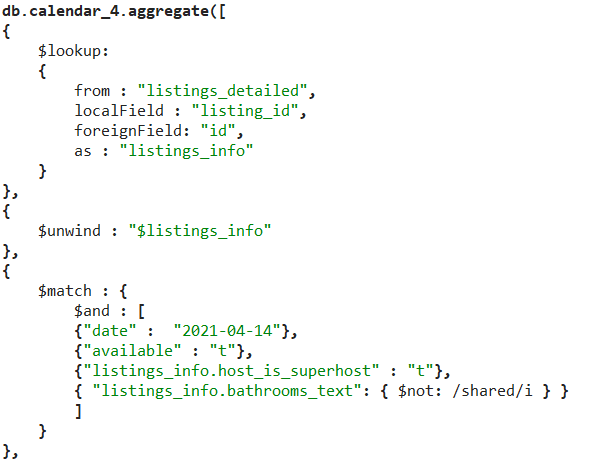 db.calendar_4.aggregate([
{
    $lookup:
    {
        from : "listings_detailed",
        localField : "listing_id",
        foreignField: "id",
        as : "listings_info"
    }
},
{
    $unwind : "$listings_info"
},
{
    $match : {
        $and : [
        {"date" :  "2021-04-14"},
        {"available" : "t"},
        {"listings_info.host_is_superhost" : "t"},
        { "listings_info.bathrooms_text": { $not: /shared/i } }
        ]
    }
},